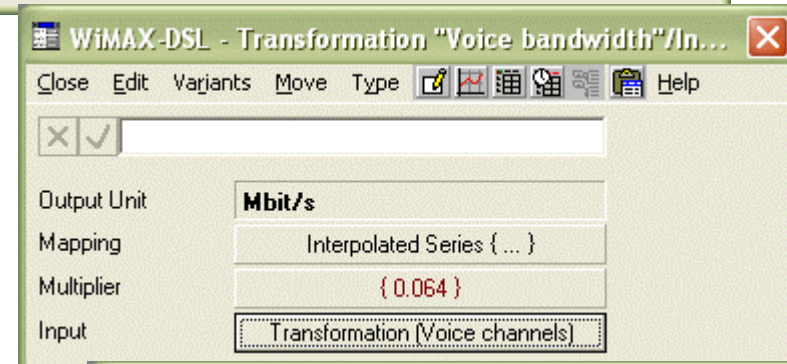 WiMAX-DSL - Transformation "Voice bandwidth"/In...
Close Edit Variants Move Type Help
Output Unit Mbit/s
Mapping Interpolated Series { ... }
Multiplier { 0.064 }
Input Transformation (Voice channels)